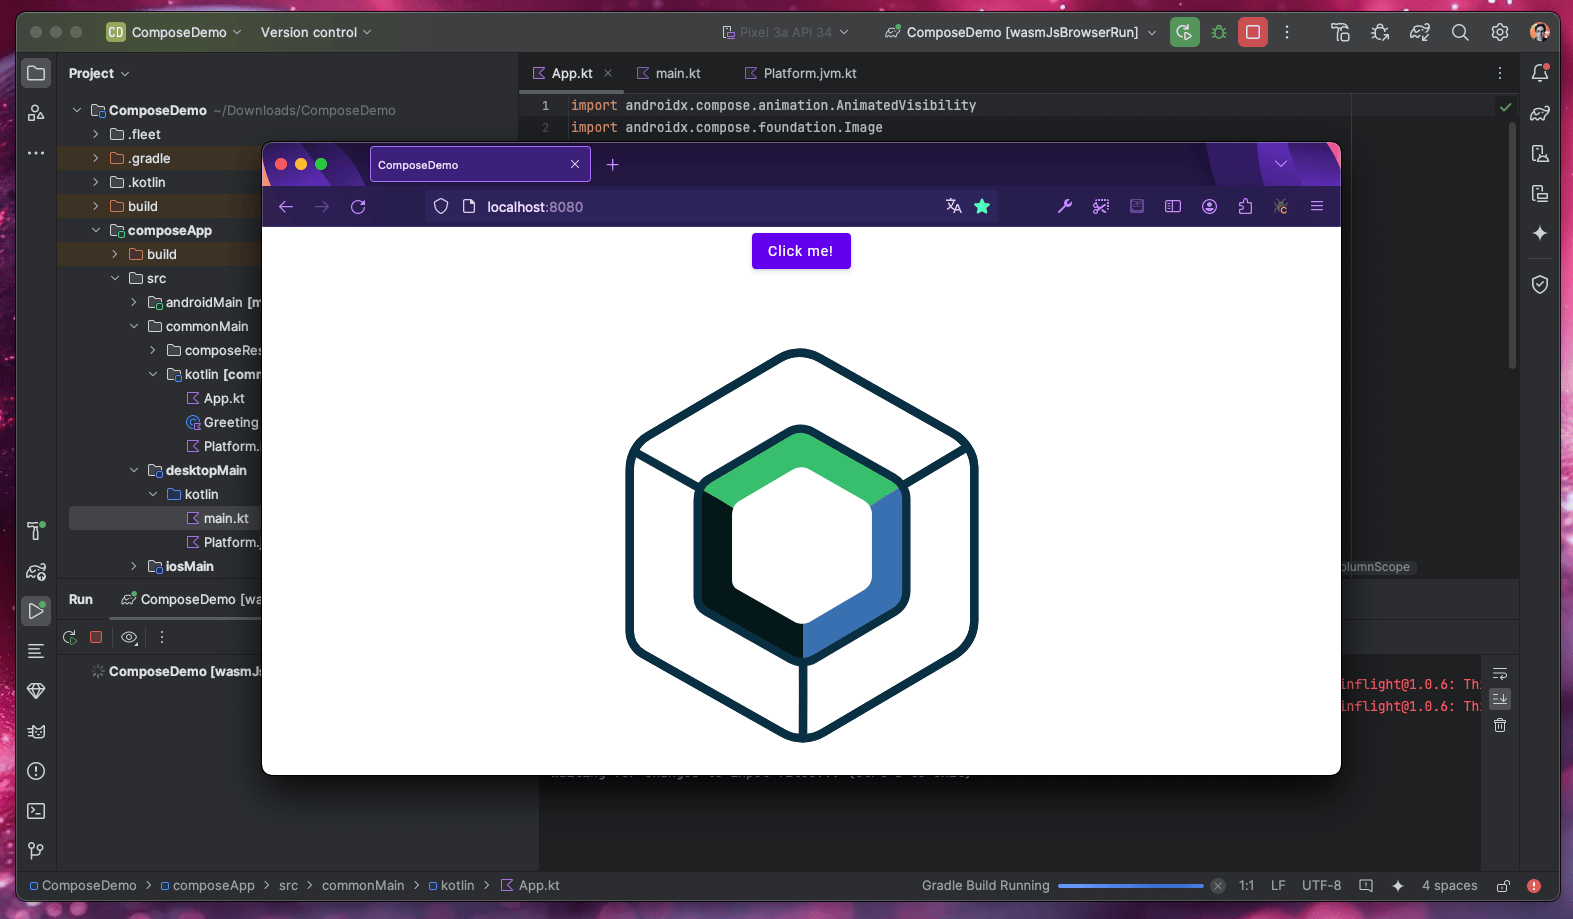 CD ComposeDemo Version control Pixel 3a API 34 ComposeDemo [wasmJsBrowserRun]
Project
App.kt main.kt Platform.jvm.kt
ComposeDemo ~/Downloads/ComposeDemo
1 import androidx.compose.animation.AnimatedVisibility
.fleet
2 import androidx.compose.foundation.Image
.gradle
.kotlin
build
composeApp
build
src
androidMain [m
commonMain
composeRes
kotlin [comm
App.kt
Greeting
Platform.
desktopMain
kotlin
main.kt
Platform.j
iosMain
ComposeDemo
localhost:8080
Click me!
olumnScope
Run ComposeDemo [wa
ComposeDemo [wasmJs
inflight@1.0.6: Thi
inflight@1.0.6: Thi
ComposeDemo composeApp src commonMain kotlin App.kt Gradle Build Running 1:1 LF UTF-8 4 spaces